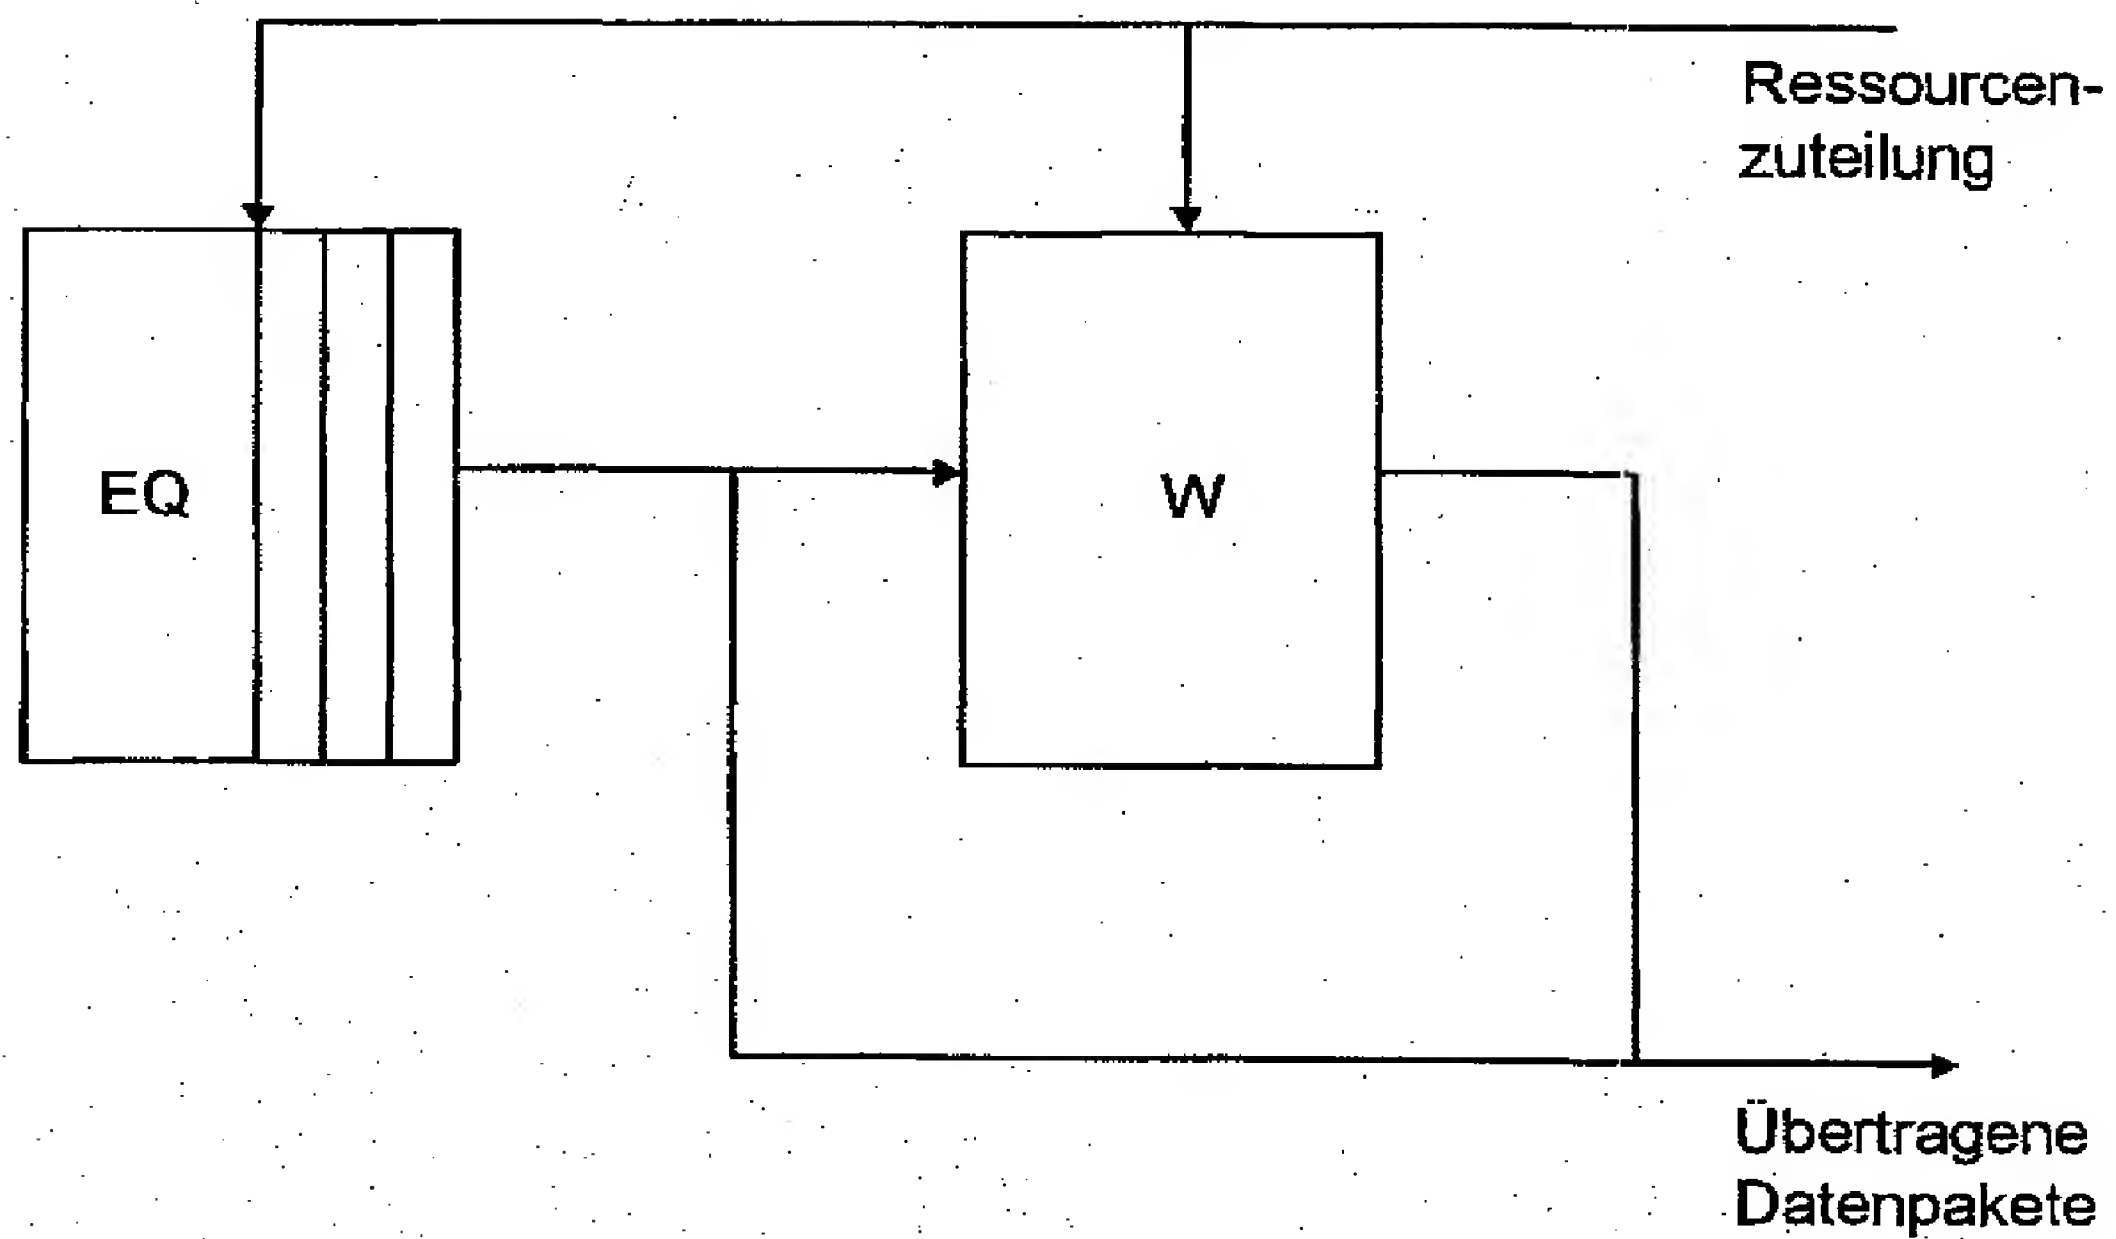 Ressourcen-
zuteilung
EQ
W
Übertragene
Datenpakete